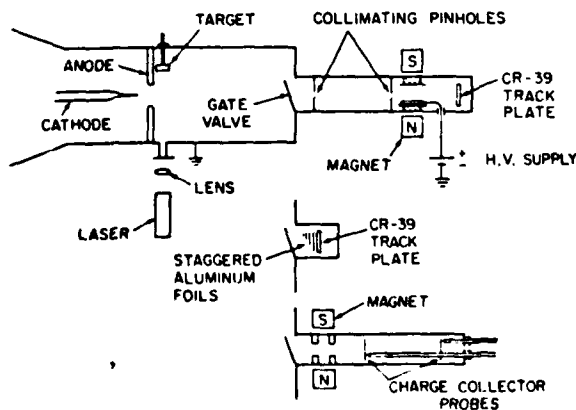 TARGET
COLLIMATING PINHOLES
ANODE
S
CR-39
TRACK
PLATE
GATE
VALVE
CATHODE
N
MAGNET
+
-
H.V. SUPPLY
LENS
LASER
CR-39
TRACK
PLATE
STAGGERED
ALUMINUM
FOILS
MAGNET
S
N
CHARGE COLLECTOR
PROBES